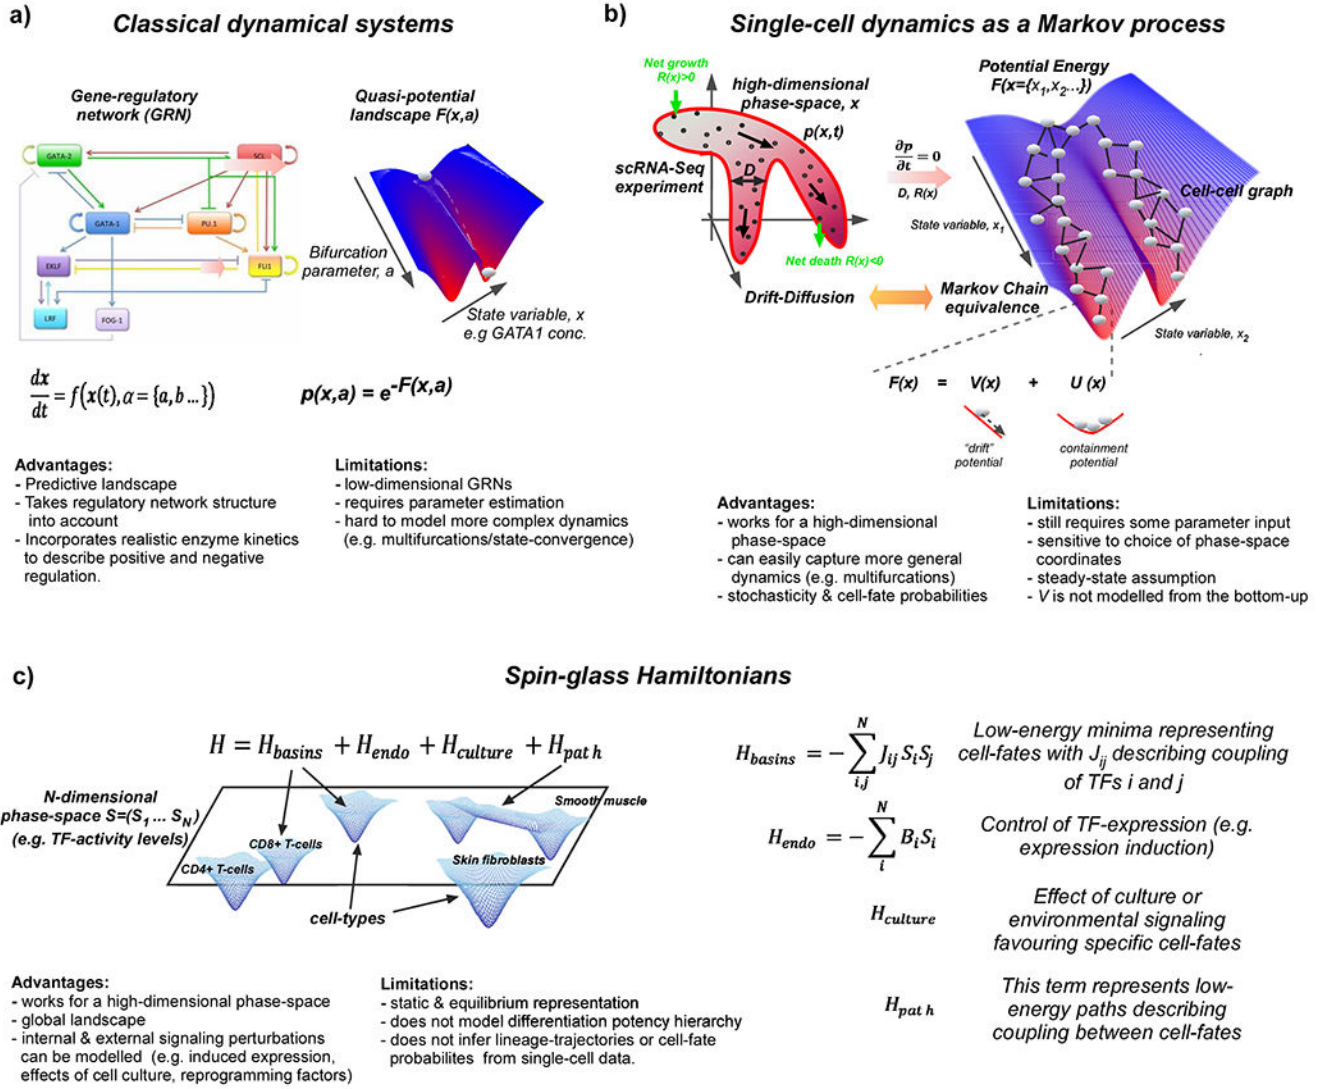 a)
Classical dynamical systems
Gene-regulatory
network (GRN)
Quasi-potential
landscape F(x,a)
GATA-2
SCL
GATA-1
PU.1
EKLF
FLI1
LRF
FOG-1
Bifurcation
parameter, a
State variable, x
e.g GATA1 conc.
dx/dt = f(x(t), α = {a, b ...})
p(x,a) = e^-F(x,a)
Advantages:
- Predictive landscape
- Takes regulatory network structure
into account
- Incorporates realistic enzyme kinetics
to describe positive and negative
regulation.
Limitations:
- low-dimensional GRNs
- requires parameter estimation
- hard to model more complex dynamics
(e.g. multifurcations/state-convergence)
b)
Single-cell dynamics as a Markov process
Net growth
R(x)>0
high-dimensional
phase-space, x
p(x,t)
scRNA-Seq
experiment
D
Net death R(x)<0
∂p/∂t = 0
D, R(x)
Potential Energy
F(x={x₁,x₂...})
Cell-cell graph
State variable, x₁
State variable, x₂
Drift-Diffusion
Markov Chain
equivalence
F(x) = V(x) + U (x)
"drift"
potential
containment
potential
Advantages:
- works for a high-dimensional
phase-space
- can easily capture more general
dynamics (e.g. multifurcations)
- stochasticity & cell-fate probabilities
Limitations:
- still requires some parameter input
- sensitive to choice of phase-space
coordinates
- steady-state assumption
- V is not modelled from the bottom-up
c)
Spin-glass Hamiltonians
H = H_basins + H_endo + H_culture + H_path
N-dimensional
phase-space S=(S₁ ... S_N)
(e.g. TF-activity levels)
CD4+ T-cells
CD8+ T-cells
Smooth muscle
Skin fibroblasts
cell-types
H_basins = − ∑_{i,j}^{N} J_ij S_i S_j
Low-energy minima representing
cell-fates with J_ij describing coupling
of TFs i and j
H_endo = − ∑_{i}^{N} B_i S_i
Control of TF-expression (e.g.
expression induction)
H_culture
Effect of culture or
environmental signaling
favouring specific cell-fates
H_path
This term represents low-
energy paths describing
coupling between cell-fates
Advantages:
- works for a high-dimensional phase-space
- global landscape
- internal & external signaling perturbations
can be modelled (e.g. induced expression,
effects of cell culture, reprogramming factors)
Limitations:
- static & equilibrium representation
- does not model differentiation potency hierarchy
- does not infer lineage-trajectories or cell-fate
probabilites from single-cell data.